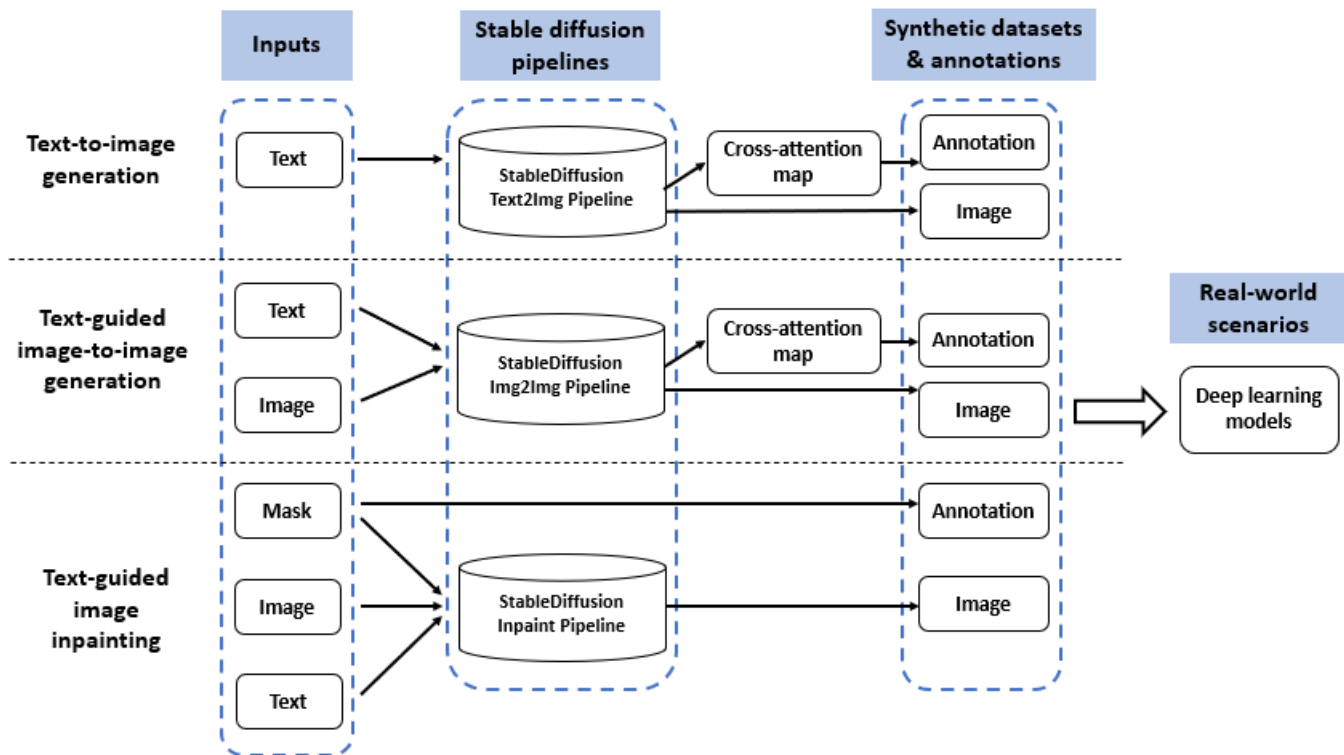 Inputs
Stable diffusion
pipelines
Synthetic datasets
& annotations
Text-to-image
generation
Text
StableDiffusion
Text2Img Pipeline
Cross-attention
map
Annotation
Image
Text-guided
image-to-image
generation
Text
Image
StableDiffusion
Img2Img Pipeline
Cross-attention
map
Annotation
Image
Real-world
scenarios
Deep learning
models
Text-guided
image
inpainting
Mask
Image
Text
StableDiffusion
Inpaint Pipeline
Annotation
Image